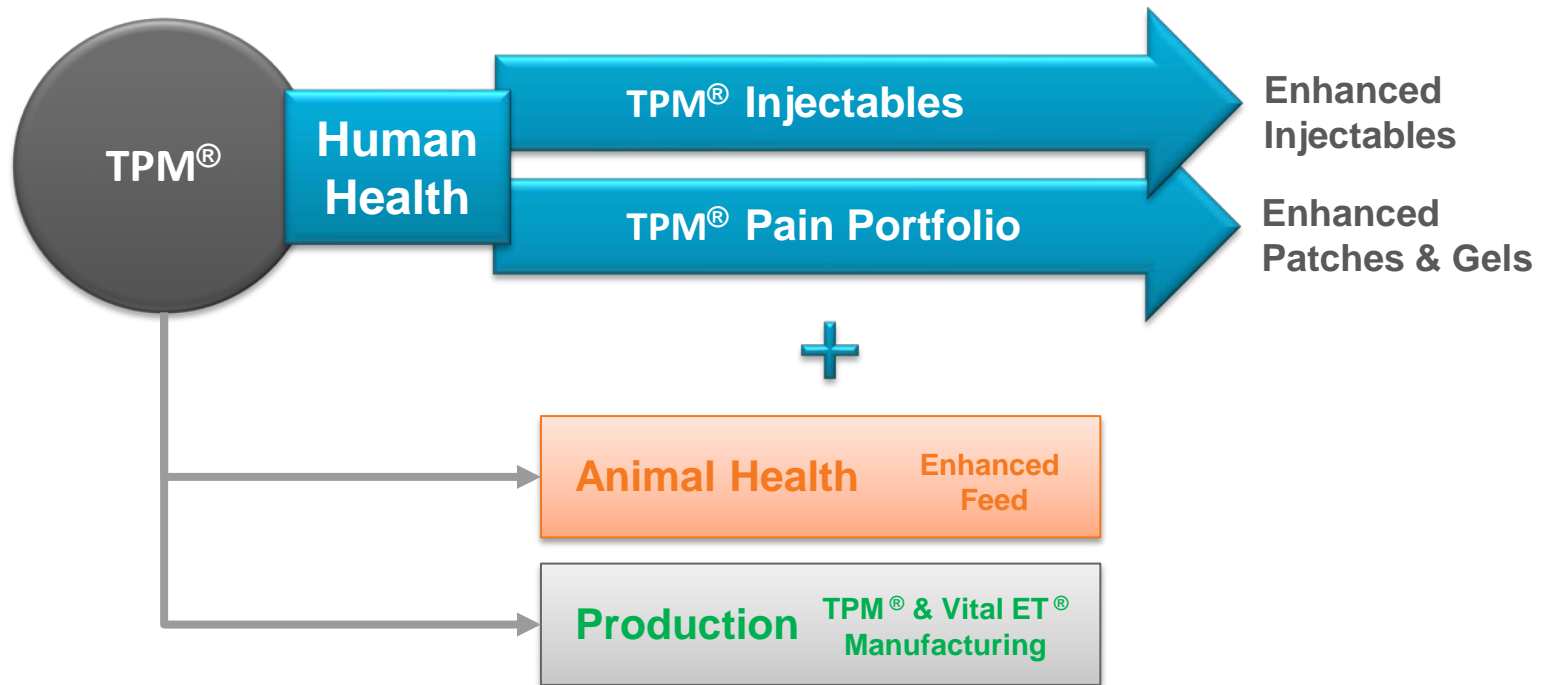 TPM®
Human
Health
TPM® Injectables
Enhanced
Injectables
TPM® Pain Portfolio
Enhanced
Patches & Gels
+
Animal Health
Enhanced
Feed
Production
TPM® & Vital ET®
Manufacturing